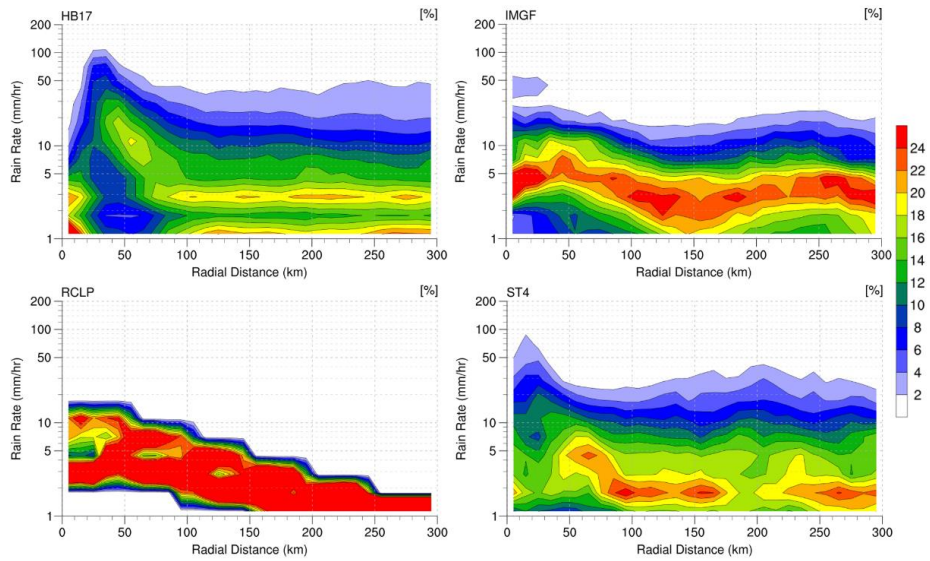 HB17 [%]
200
100
50
10
5
1
Rain Rate (mm/hr)
0 50 100 150 200 250 300
Radial Distance (km)
IMGF [%]
200
100
50
10
5
1
Rain Rate (mm/hr)
0 50 100 150 200 250 300
Radial Distance (km)
RCLP [%]
200
100
50
10
5
1
Rain Rate (mm/hr)
0 50 100 150 200 250 300
Radial Distance (km)
ST4 [%]
200
100
50
10
5
1
Rain Rate (mm/hr)
0 50 100 150 200 250 300
Radial Distance (km)
24
22
20
18
16
14
12
10
8
6
4
2